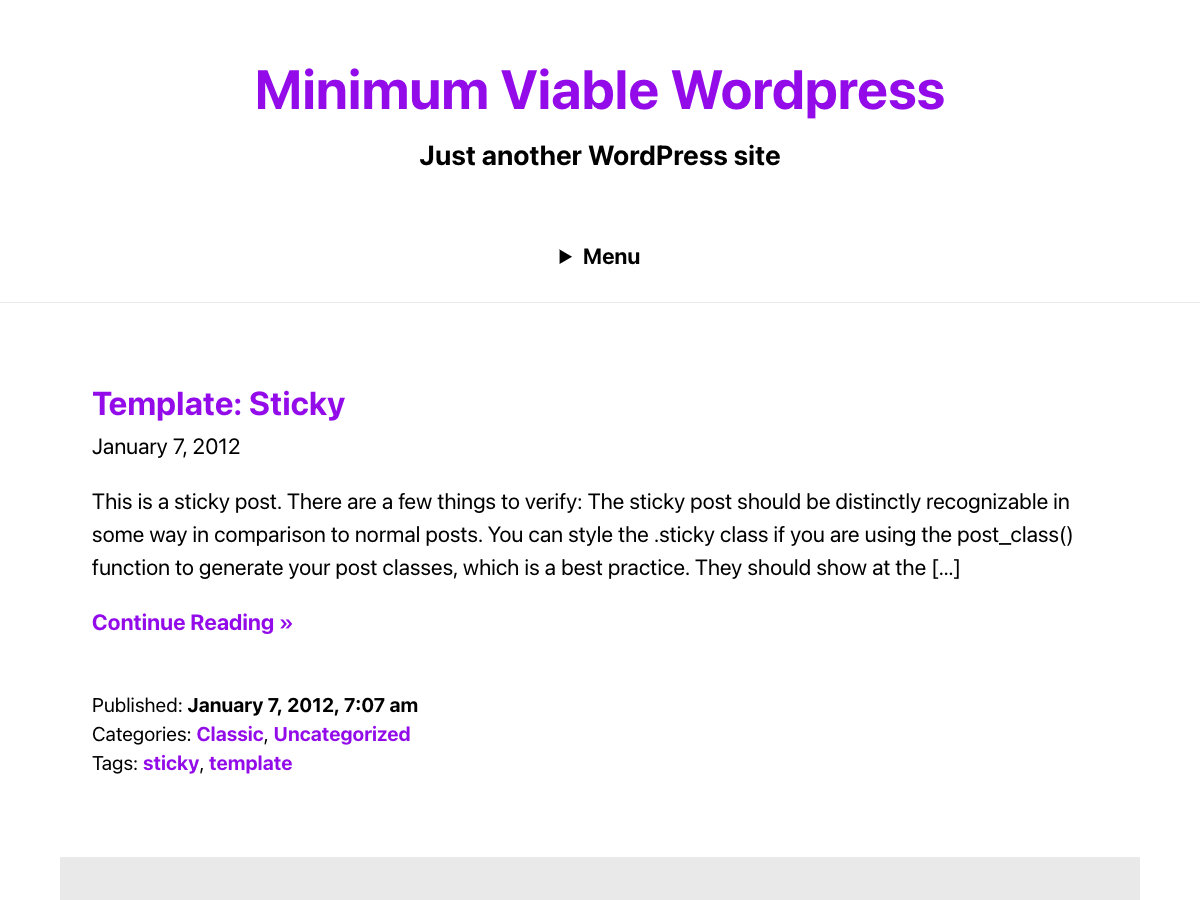 Minimum Viable Wordpress
Just another WordPress site
▶ Menu
Template: Sticky
January 7, 2012
This is a sticky post. There are a few things to verify: The sticky post should be distinctly recognizable in
some way in comparison to normal posts. You can style the .sticky class if you are using the post_class()
function to generate your post classes, which is a best practice. They should show at the […]
Continue Reading »
Published: January 7, 2012, 7:07 am
Categories: Classic, Uncategorized
Tags: sticky, template